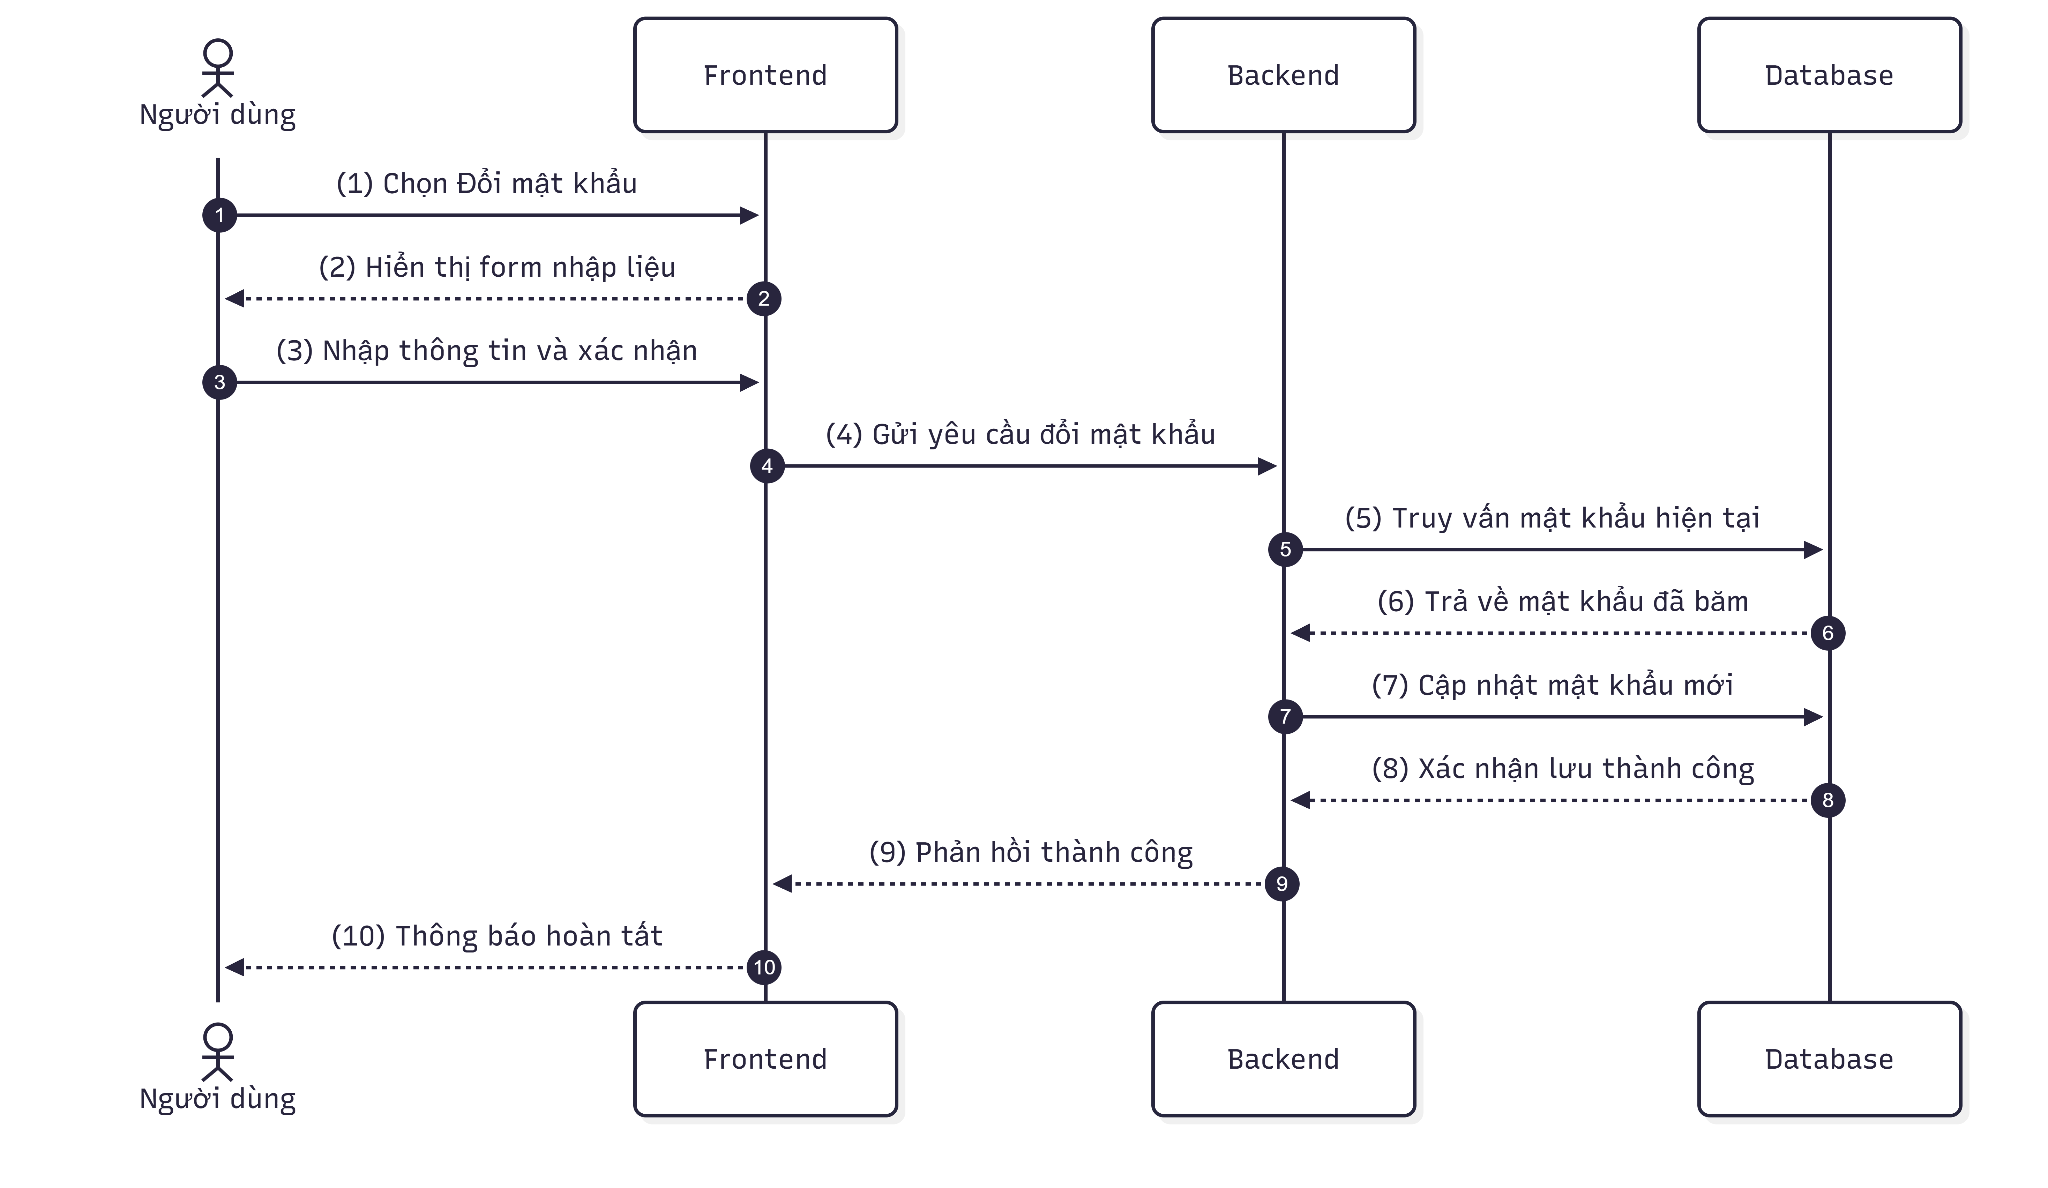 Người dùng
Frontend
Backend
Database
(1) Chọn Đổi mật khẩu
1
(2) Hiển thị form nhập liệu
2
(3) Nhập thông tin và xác nhận
3
(4) Gửi yêu cầu đổi mật khẩu
4
(5) Truy vấn mật khẩu hiện tại
5
(6) Trả về mật khẩu đã băm
6
(7) Cập nhật mật khẩu mới
7
(8) Xác nhận lưu thành công
8
(9) Phản hồi thành công
9
(10) Thông báo hoàn tất
10
Người dùng
Frontend
Backend
Database